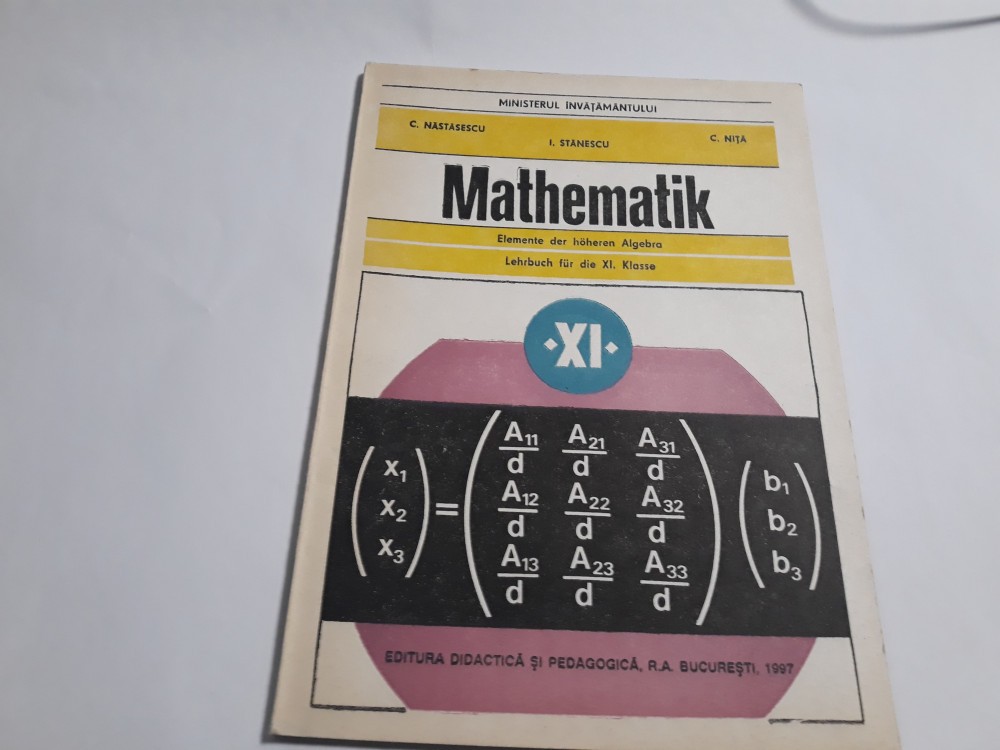 MINISTERUL ÎNVĂȚĂMÂNTULUI
C. NĂSTĂSESCU
I. STĂNESCU
C. NIȚĂ
Mathematik
Elemente der höheren Algebra
Lehrbuch für die XI. Klasse
·XI·
x₁ x₂ x₃ = A₁₁/d A₂₁/d A₃₁/d A₁₂/d A₂₂/d A₃₂/d A₁₃/d A₂₃/d A₃₃/d b₁ b₂ b₃
EDITURA DIDACTICĂ ȘI PEDAGOGICĂ, R.A. BUCUREȘTI, 1997